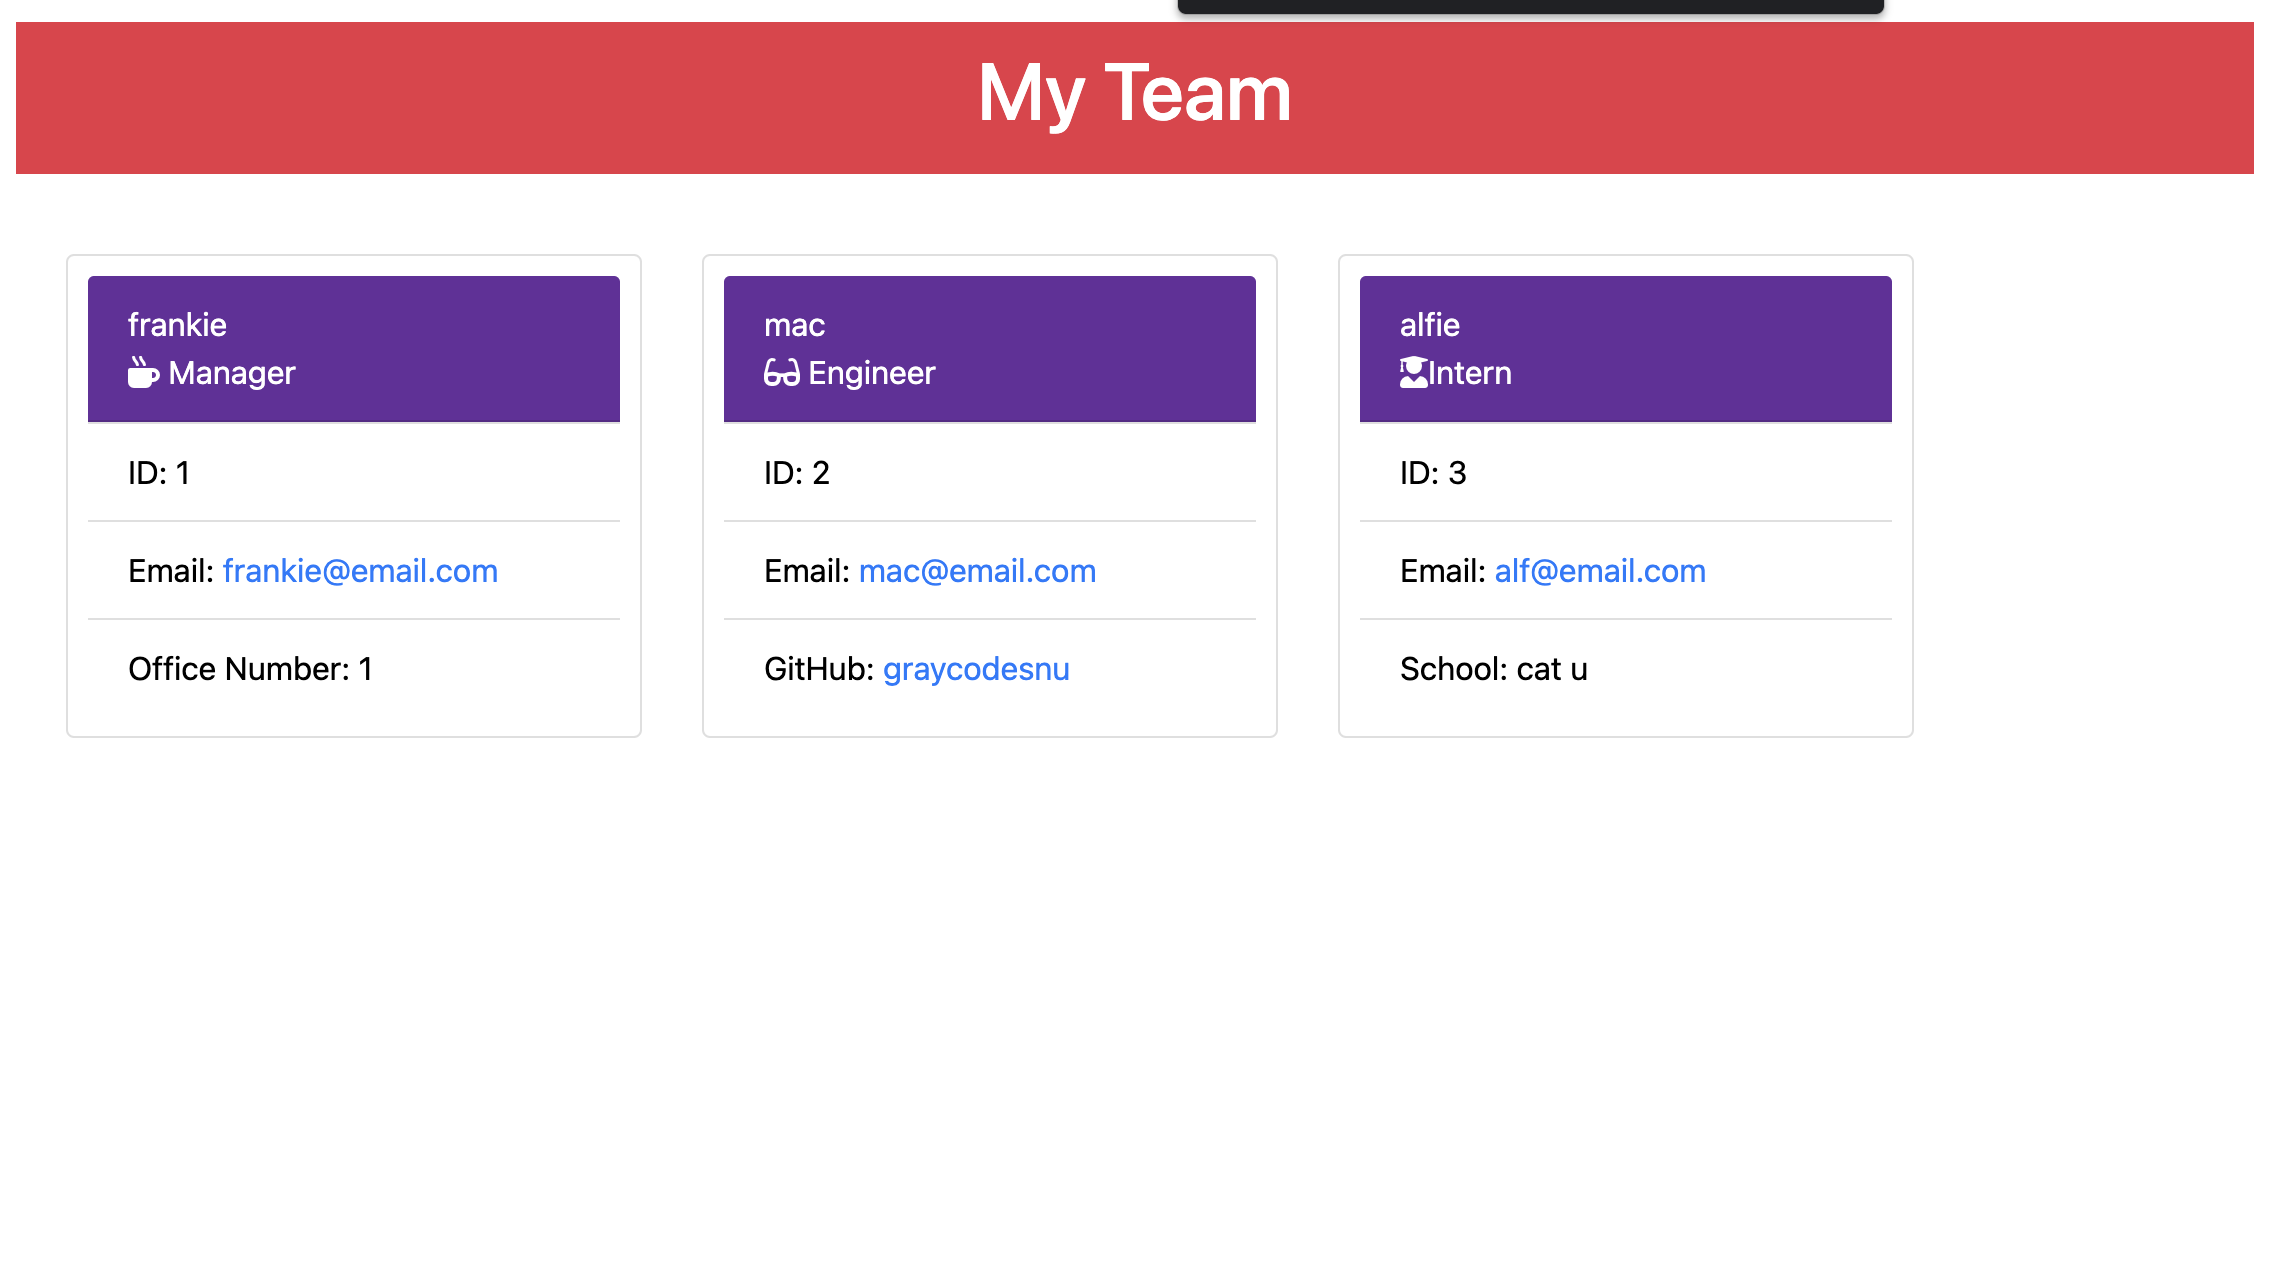 My Team
frankie
Manager
ID: 1
Email: frankie@email.com
Office Number: 1
mac
Engineer
ID: 2
Email: mac@email.com
GitHub: graycodesnu
alfie
Intern
ID: 3
Email: alf@email.com
School: cat u